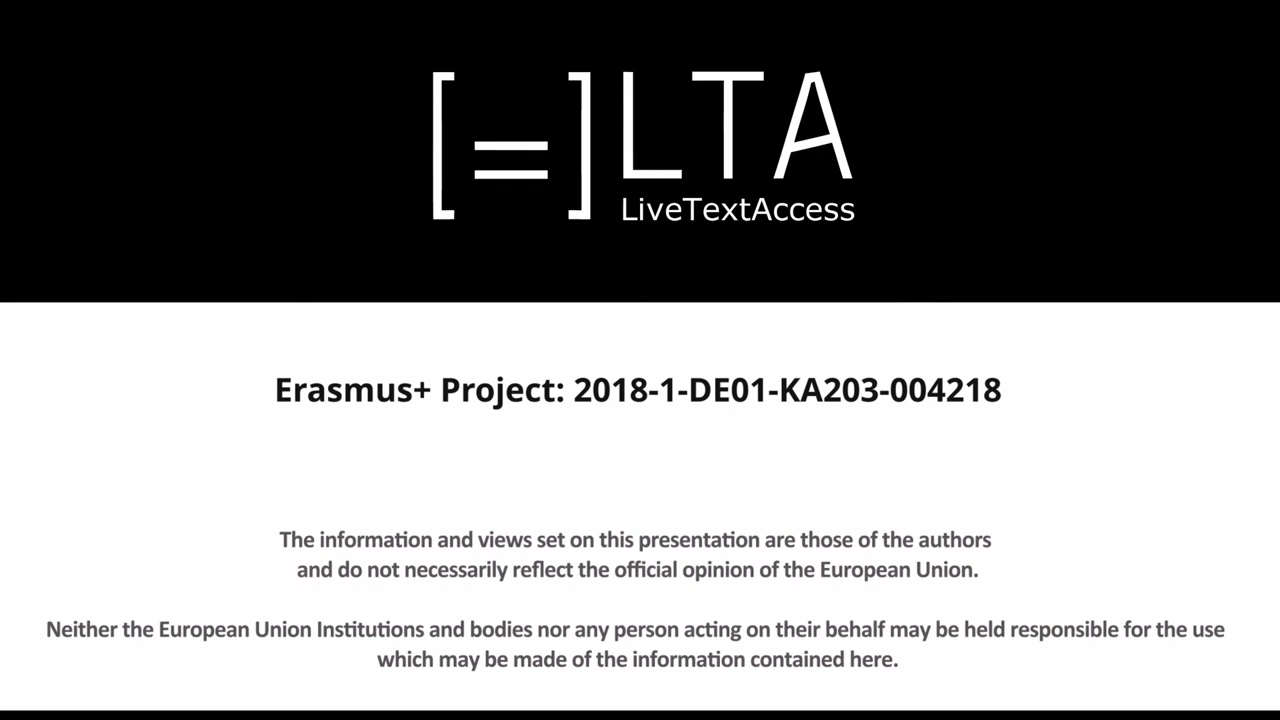 [=] LTA
LiveTextAccess
Erasmus+ Project: 2018-1-DE01-KA203-004218
The information and views set on this presentation are those of the authors
and do not necessarily reflect the official opinion of the European Union.
Neither the European Union Institutions and bodies nor any person acting on their behalf may be held responsible for the use
which may be made of the information contained here.